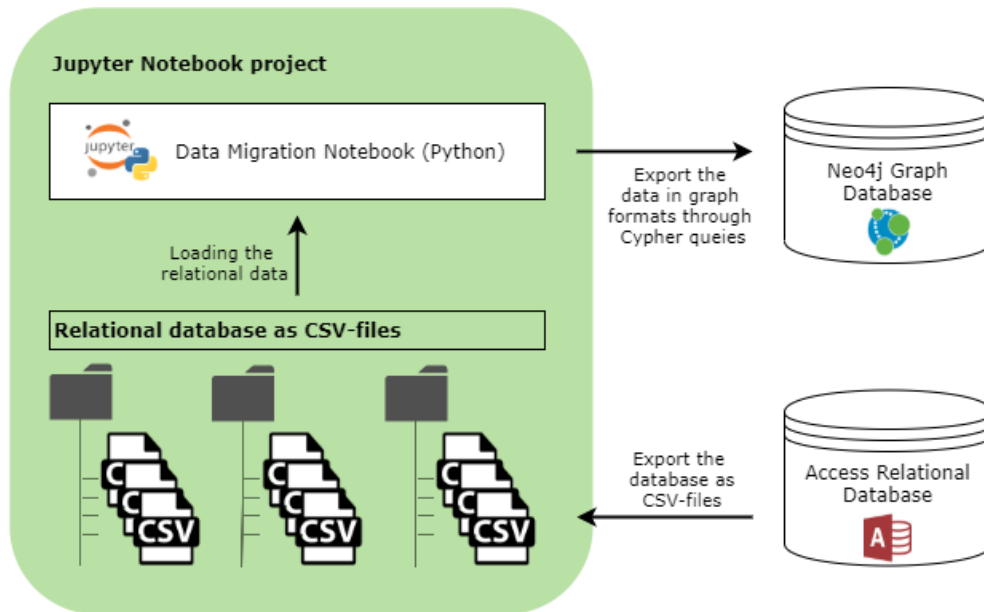 Jupyter Notebook project
jupyter
Data Migration Notebook (Python)
Export the
data in graph
formats through
Cypher queies
Neo4j Graph
Database
Loading the
relational data
Relational database as CSV-files
C
C
CSV
C
C
CSV
C
C
CSV
Export the
database as
CSV-files
Access Relational
Database
A